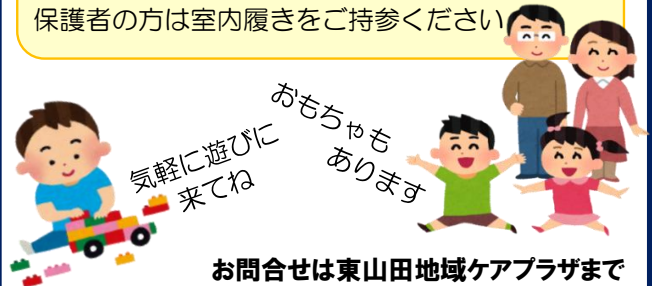 保護者の方は室内履きをご持参ください
おもちゃも
あります
気軽に遊びに
来てね
お問合せは東山田地域ケアプラザまで